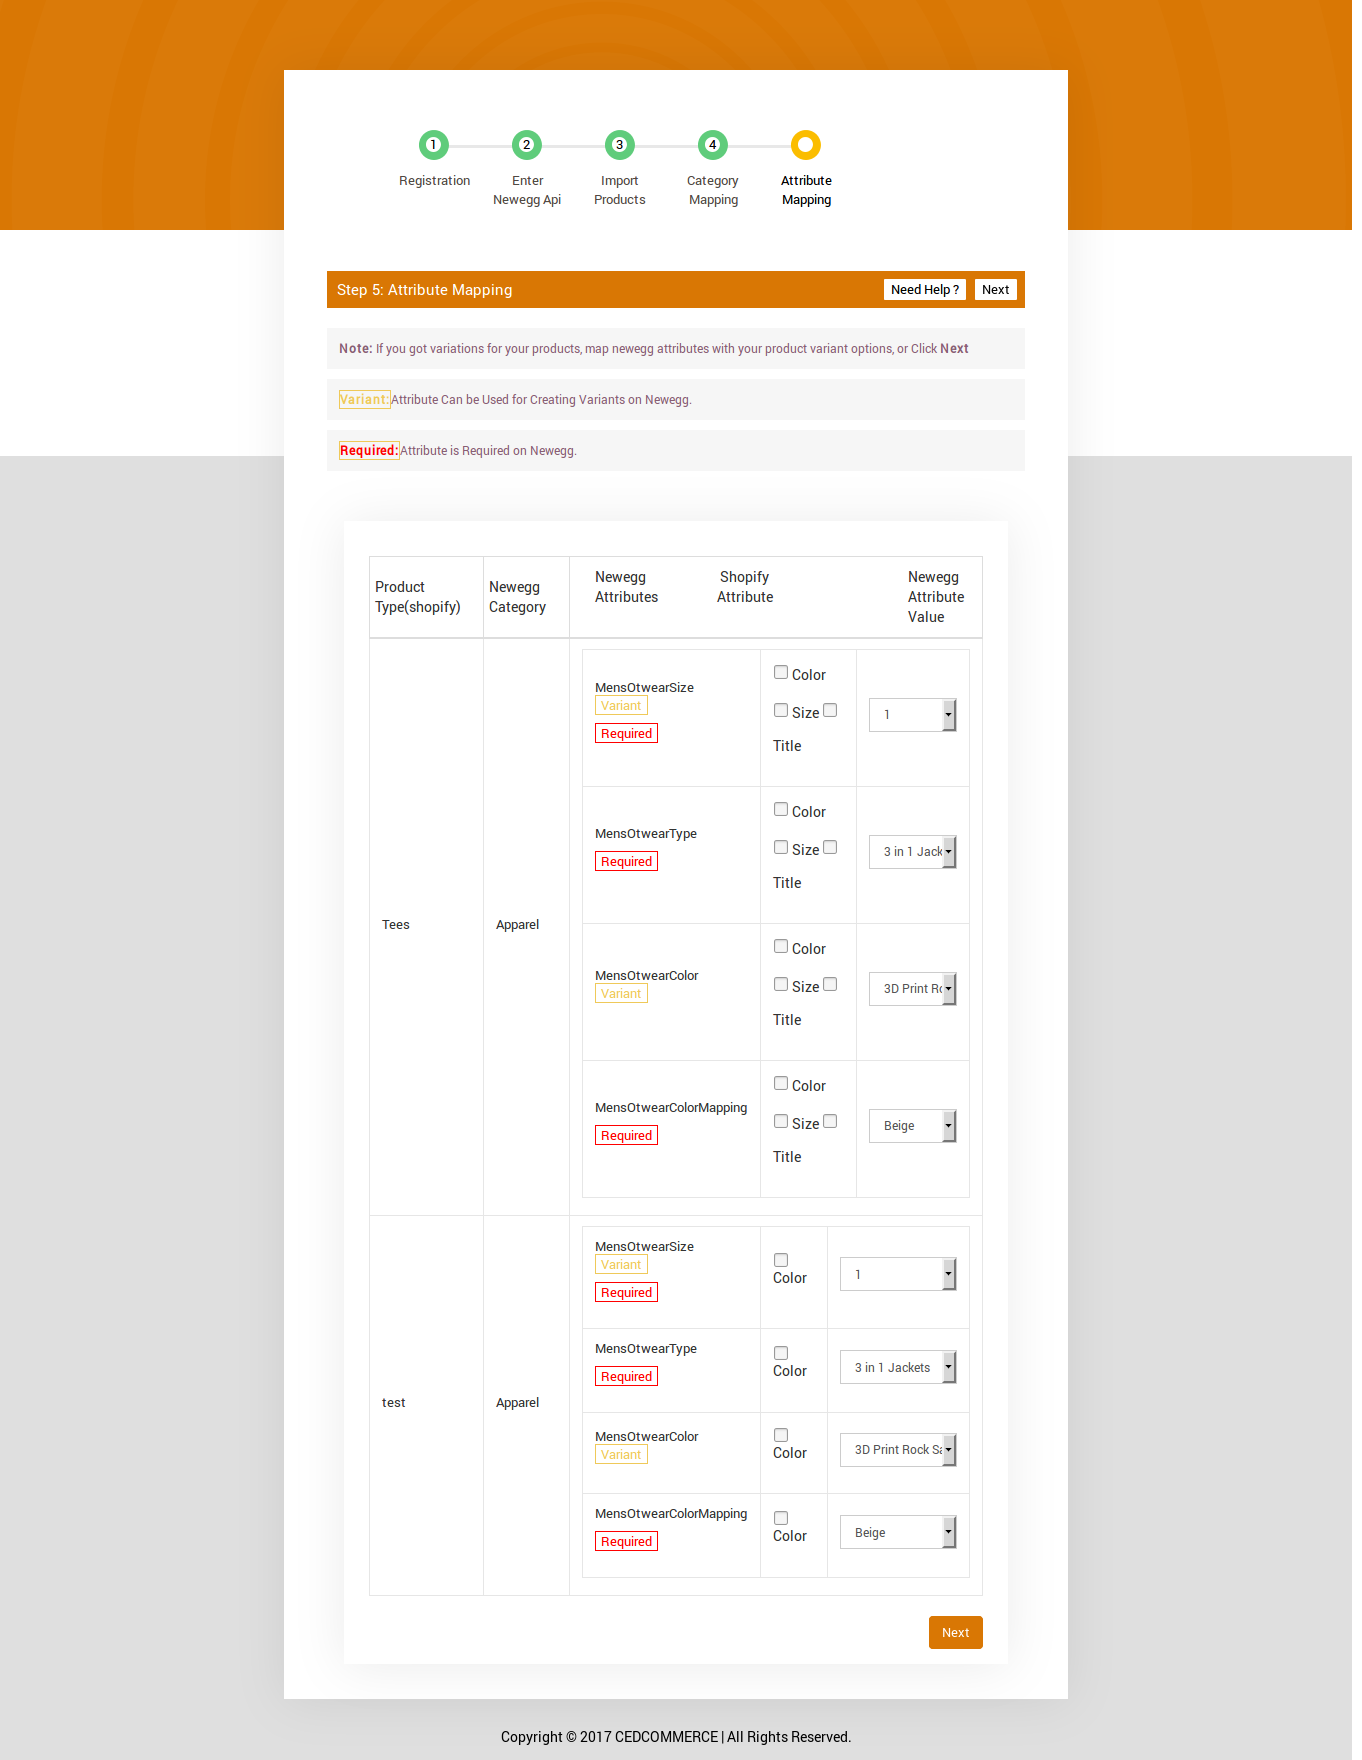 1 2 3 4
Registration Enter Import Category Attribute
Newegg Api Products Mapping Mapping
Step 5: Attribute Mapping Need Help ? Next
Note: If you got variations for your products, map newegg attributes with your product variant options, or Click Next
Variant:Attribute Can be Used for Creating Variants on Newegg.
Required:Attribute is Required on Newegg.
Product Type(shopify)
Newegg Category
Newegg Attributes
Shopify Attribute
Newegg Attribute Value
Tees
Apparel
MensOtwearSize
Variant
Required
Color
Size
Title
1
MensOtwearType
Required
Color
Size
Title
3 in 1 Jack
MensOtwearColor
Variant
Color
Size
Title
3D Print Ro
MensOtwearColorMapping
Required
Color
Size
Title
Beige
test
Apparel
MensOtwearSize
Variant
Required
Color
1
MensOtwearType
Required
Color
3 in 1 Jackets
MensOtwearColor
Variant
Color
3D Print Rock Sa
MensOtwearColorMapping
Required
Color
Beige
Next
Copyright © 2017 CEDCOMMERCE | All Rights Reserved.